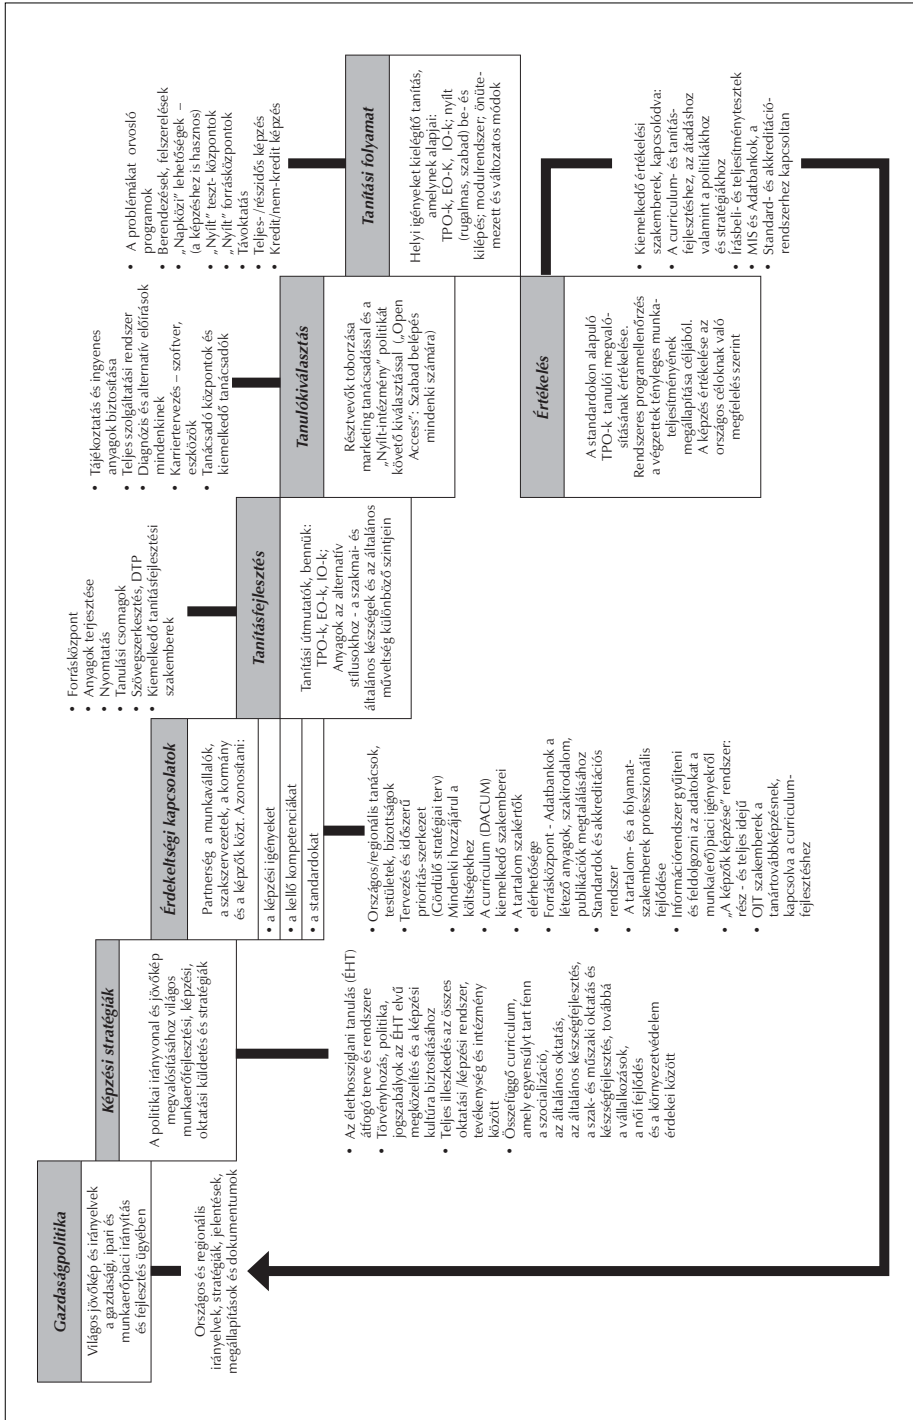 Gazdaságpolitika
Világos jövőkép és irányelvek
a gazdasági, ipari és
munkaerőpiaci irányítás
és fejlesztés ügyében
Országos és regionális
irányelvek, stratégiák, jelentések,
megállapítások és dokumentumok
Képzési stratégiák
A politikai irányvonal és jövőkép
megvalósításához világos
munkaerőfejlesztési, képzési,
oktatási küldetés és stratégiák
• Az élethossziglani tanulás (ÉHT)
átfogó terve és rendszere
• Törvényhozás, politika,
jogszabályok az ÉHT elvű
megközelítés és a képzési
kultúra biztosításához
• Teljes illeszkedés az összes
oktatási /képzési rendszer,
tevékenység és intézmény
között
• Összefüggő curriculum,
amely egyensúlyt tart fenn
a szocializáció,
az általános oktatás,
az általános készségfejlesztés,
a szak- és műszaki oktatás és
készségfejlesztés, továbbá
a vállalkozások,
a női fejlődés
és a környezetvédelem
érdekei között
Érdekeltségi kapcsolatok
Partnerség a munkavállalók,
a szakszervezetek, a kormány
és a képzők közt. Azonosítani:
• a képzési igényeket
• a kellő kompetenciákat
• a standardokat
• Országos/regionális tanácsok,
testületek, bizottságok
• Tervezés és időszerű
prioritás-szerkezet
(Gördülő stratégiai terv)
• Mindenki hozzájárul a
költségekhez
• A curriculum (DACUM)
kiemelkedő szakemberei
• A tartalom szakértők
elérhetősége
• Forrásközpont - Adatbankok a
létező anyagok, szakirodalom,
publikációk megtalálásához
• Standardok és akkreditációs
rendszer
• A tartalom- és a folyamat-
szakemberek professzionális
fejlődése
• Információrendszer gyűjteni
és feldolgozni az adatokat a
munka(erő)piaci igényekről
• „A képzők képzése” rendszer:
rész - és teljes idejű
• OJT szakemberek a
tanártovábbképzésnek,
kapcsolva a curriculum-
fejlesztéshez
• Forrásközpont
• Anyagok terjesztése
• Nyomtatás
• Tanulási csomagok
• Szövegszerkesztés, DTP
• Kiemelkedő tanításfejlesztési
szakemberek
Tanításfejlesztés
Tanítási útmutatók, bennük:
TPO-k, EO-k, IO-k;
Anyagok az alternatív
stílusokhoz - a szakmai- és
általános készségek és az általános
műveltség különböző szintjein
• Tájékoztatás és ingyenes
anyagok biztosítása
• Teljes szolgáltatási rendszer
• Diagnózis és alternatív előírások
mindenkinek
• Karriertervezés – szoftver,
eszközök
• Tanácsadó központok és
kiemelkedő tanácsadók
Tanulókiválasztás
Résztvevők toborzása
marketing tanácsadással és a
„Nyílt-intézmény” politikát
követő kiválasztással („Open
Access”: Szabad belépés
mindenki számára)
• A problémákat orvosló
programok
• Berendezések, felszerelések
• „Napközi” lehetőségek –
(a képzéshez is hasznos)
• „Nyílt” teszt- központok
• „Nyílt” forrásközpontok
• Távoktatás
• Teljes- /részidős képzés
• Kredit/nem-kredit képzés
Tanítási folyamat
Helyi igényeket kielégítő tanítás,
amelynek alapjai:
TPO-k, EO-K, IO-k; nyílt
(rugalmas, szabad) be- és
kilépés; modulrendszer; önüte-
mezett és változatos módok
Értékelés
A standardokon alapuló
TPO-k tanulói megvaló-
sításának értékelése.
Rendszeres programellenőrzés
a végzettek tényleges munka-
teljesítményének
megállapítása céljából.
A képzés értékelése az
országos céloknak való
megfelelés szerint
• Kiemelkedő értékelési
szakemberek, kapcsolódva:
• A curriculum- és tanítás-
fejlesztéshez, az átadáshoz
valamint a politikákhoz
és stratégiákhoz
• Írásbeli- és teljesítménytesztek
• MIS és Adatbankok, a
• Standard- és akkreditáció-
rendszerhez kapcsoltan